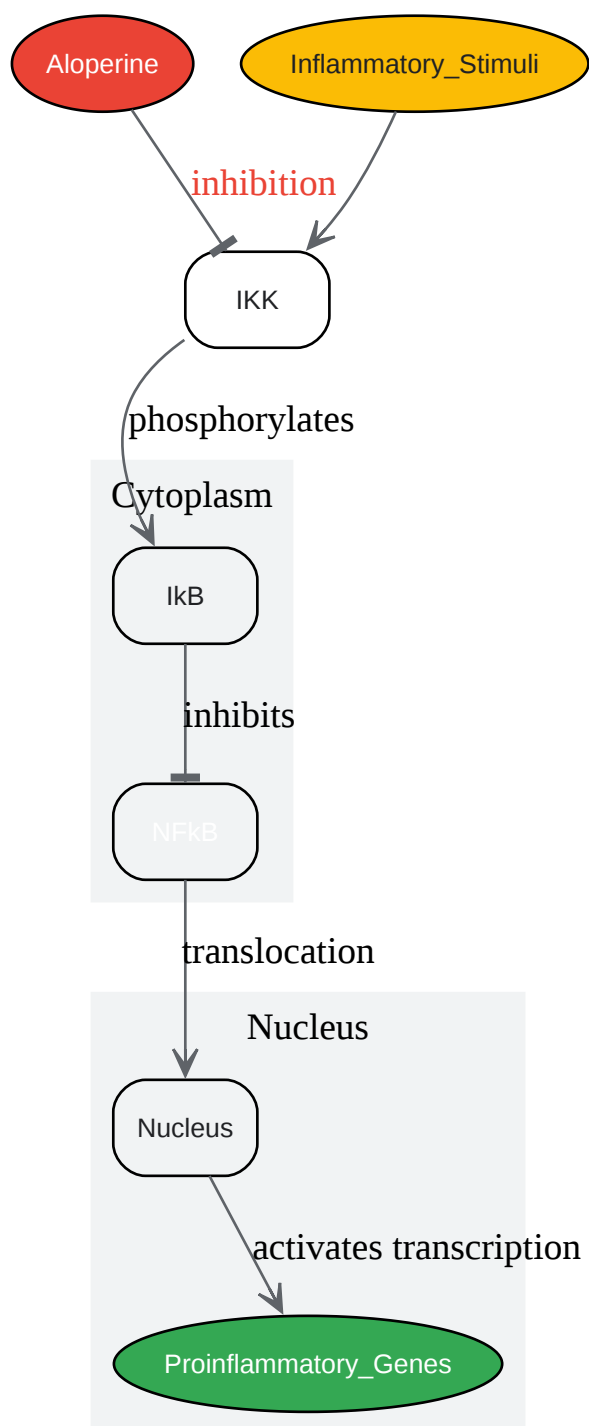 Aloperine
Inflammatory_Stimuli
inhibition
IKK
phosphorylates
Cytoplasm
IkB
inhibits
NFkB
translocation
Nucleus
Nucleus
activates transcription
Proinflammatory_Genes